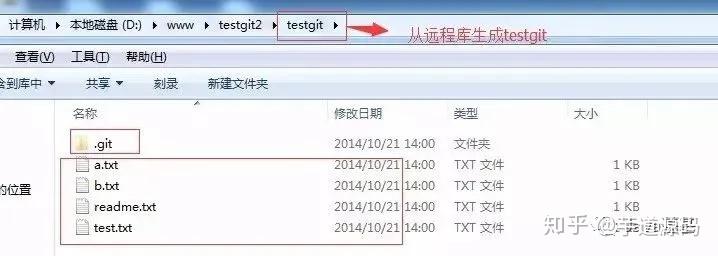 计算机 ▸ 本地磁盘 (D:) ▸ www ▸ testgit2 ▸ testgit ▸
从远程库生成testgit
查看(V) 工具(T) 帮助(H)
含到库中 ▾ 共享 ▾ 刻录 新建文件夹
名称 修改日期 类型 大小
.git 2014/10/21 14:00 文件夹
a.txt 2014/10/21 14:00 TXT 文件 1 KB
的位置
b.txt 2014/10/21 14:00 TXT 文件 1 KB
readme.txt 2014/10/21 14:00 TXT 文件 1 KB
test.txt 2014/10/21 14:00 TXT 文件
知乎 @芋道源码